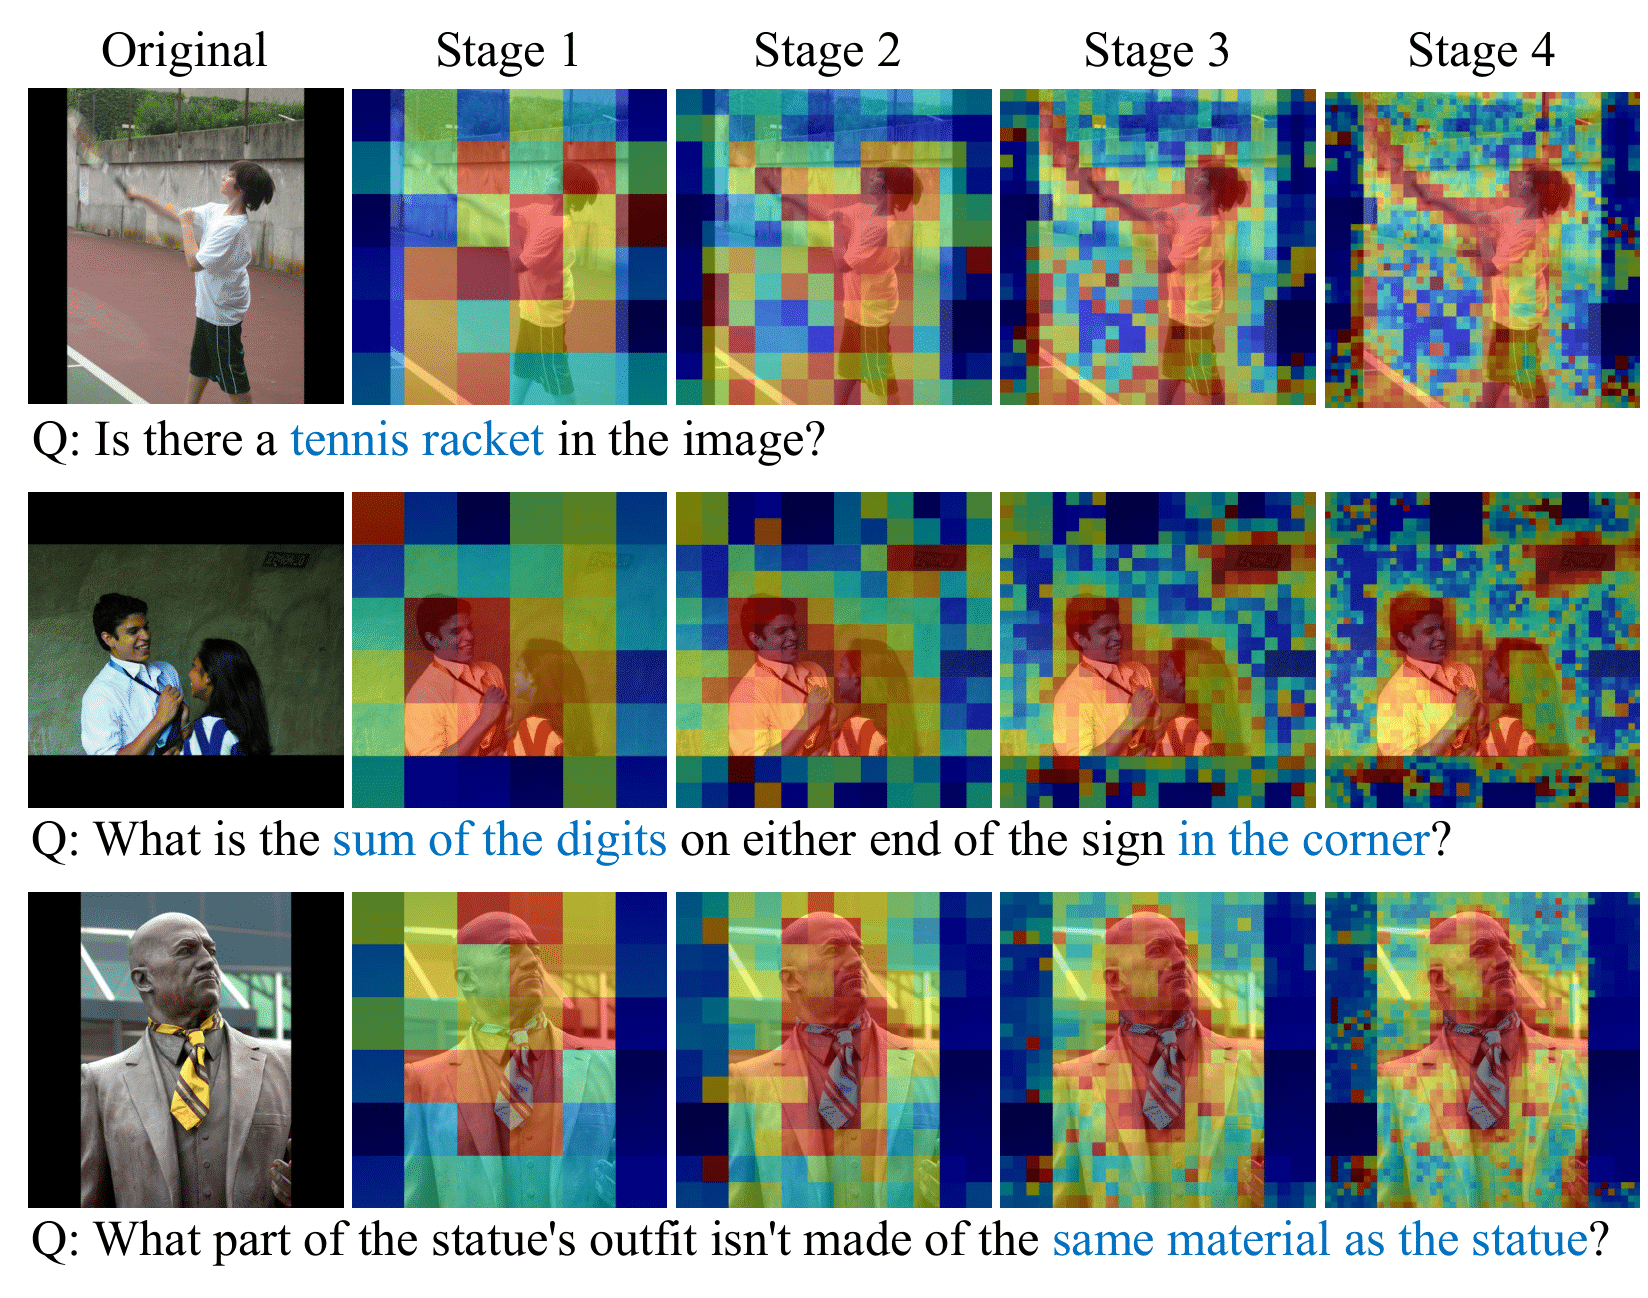 Original Stage 1 Stage 2 Stage 3 Stage 4
Q: Is there a tennis racket in the image?
Q: What is the sum of the digits on either end of the sign in the corner?
Q: What part of the statue's outfit isn't made of the same material as the statue?